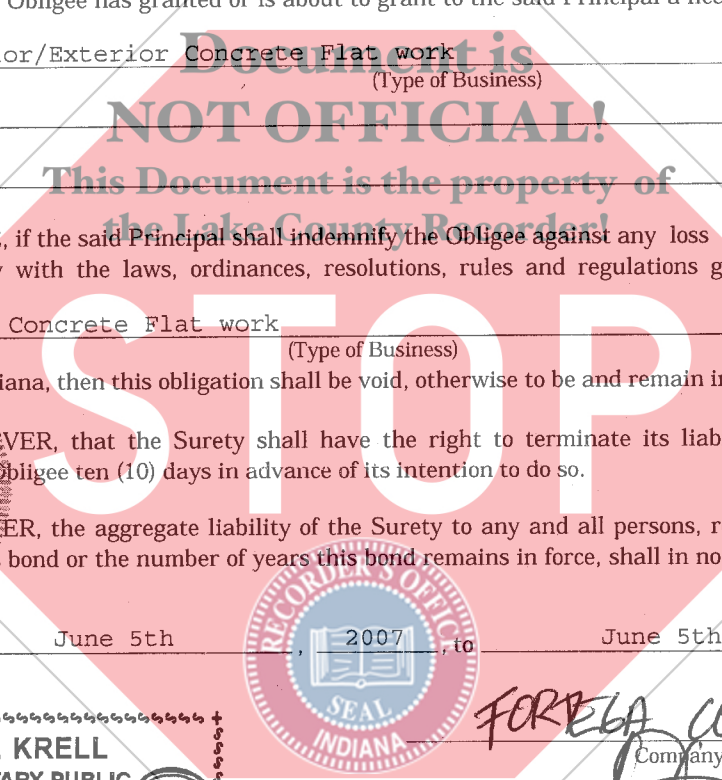 Obligee has granted or is about to grant to the said Principal a
or/Exterior Concrete Flat work
Document is
(Type of Business)
NOT OFFICIAL!
This Document is the property of
the Lake County Recorder!
, if the said Principal shall indemnify the Obligee against any loss
with the laws, ordinances, resolutions, rules and regulations g
STOP
Concrete Flat work
(Type of Business)
iana, then this obligation shall be void, otherwise to be and remain in
VER, that the Surety shall have the right to terminate its liab
Obligee ten (10) days in advance of its intention to do so.
ER, the aggregate liability of the Surety to any and all persons, r
bond or the number of years this bond remains in force, shall in no
RECORDER'S OFFICE
SEAL
INDIANA
June 5th , 2007 , to June 5th
KRELL
TARY PUBLIC
Company